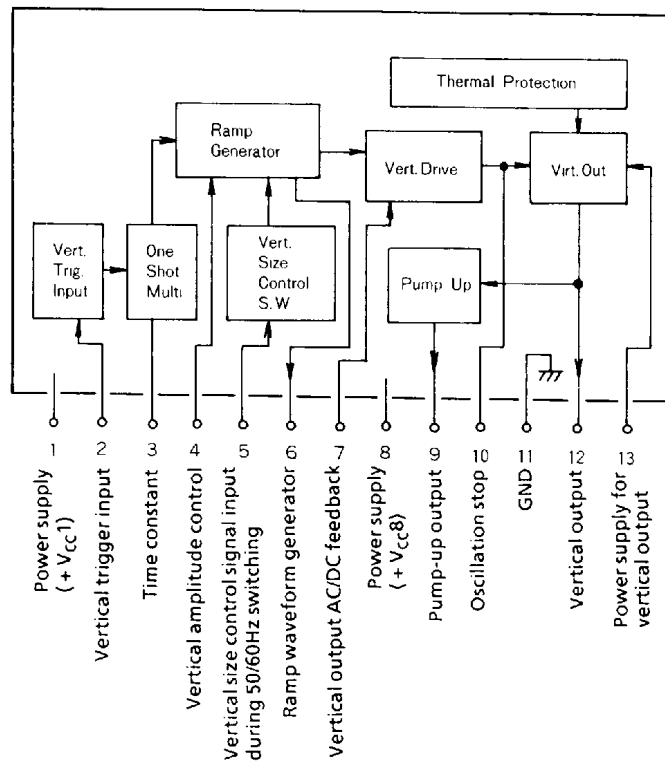 Thermal Protection
Ramp
Generator
Vert. Drive
Virt. Out
Vert.
Trig.
Input
One
Shot
Multi
Vert.
Size
Control
S.W
Pump Up
1
2
3
4
5
6
7
8
9
10
11
12
13
Power supply
(+ VCC1)
Vertical trigger input
Time constant
Vertical amplitude control
Vertical size control signal input
during 50/60Hz switching
Ramp waveform generator
Vertical output AC/DC feedback
Power supply
(+ VCC8)
Pump-up output
Oscillation stop
GND
Vertical output
Power supply for
vertical output